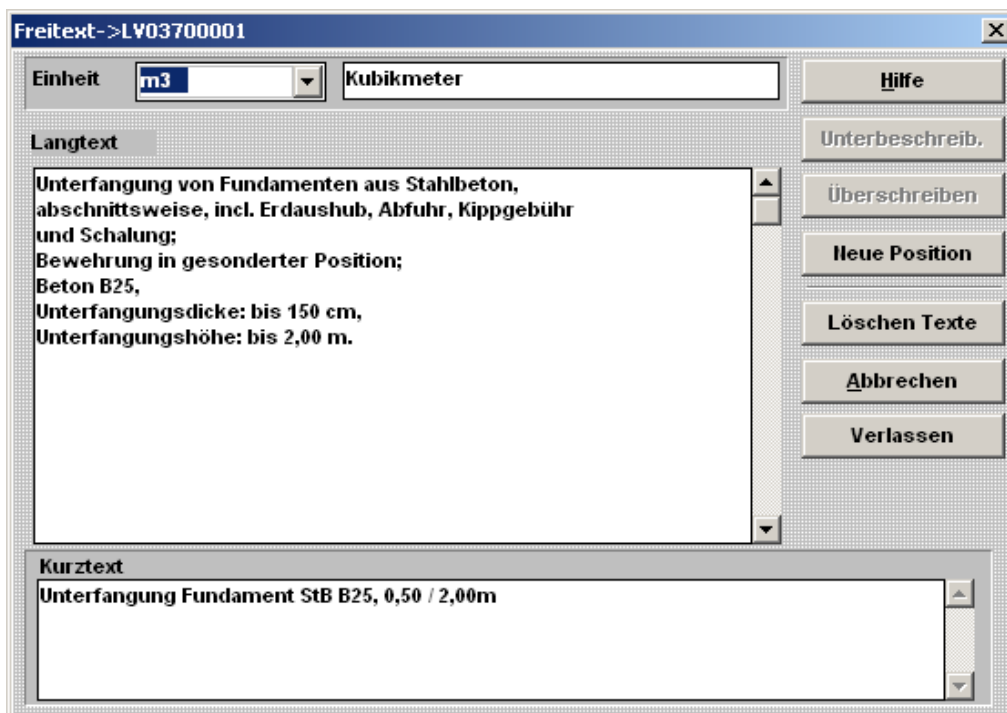 Freitext->LV03700001
Einheit m3 Kubikmeter
Hilfe
Langtext
Unterbeschreib.
Unterfangung von Fundamenten aus Stahlbeton,
abschnittsweise, incl. Erdaushub, Abfuhr, Kippgebühr
und Schalung;
Bewehrung in gesonderter Position;
Beton B25,
Unterfangungsdicke: bis 150 cm,
Unterfangungshöhe: bis 2,00 m.
Überschreiben
Neue Position
Löschen Texte
Abbrechen
Verlassen
Kurztext
Unterfangung Fundament StB B25, 0,50 / 2,00m